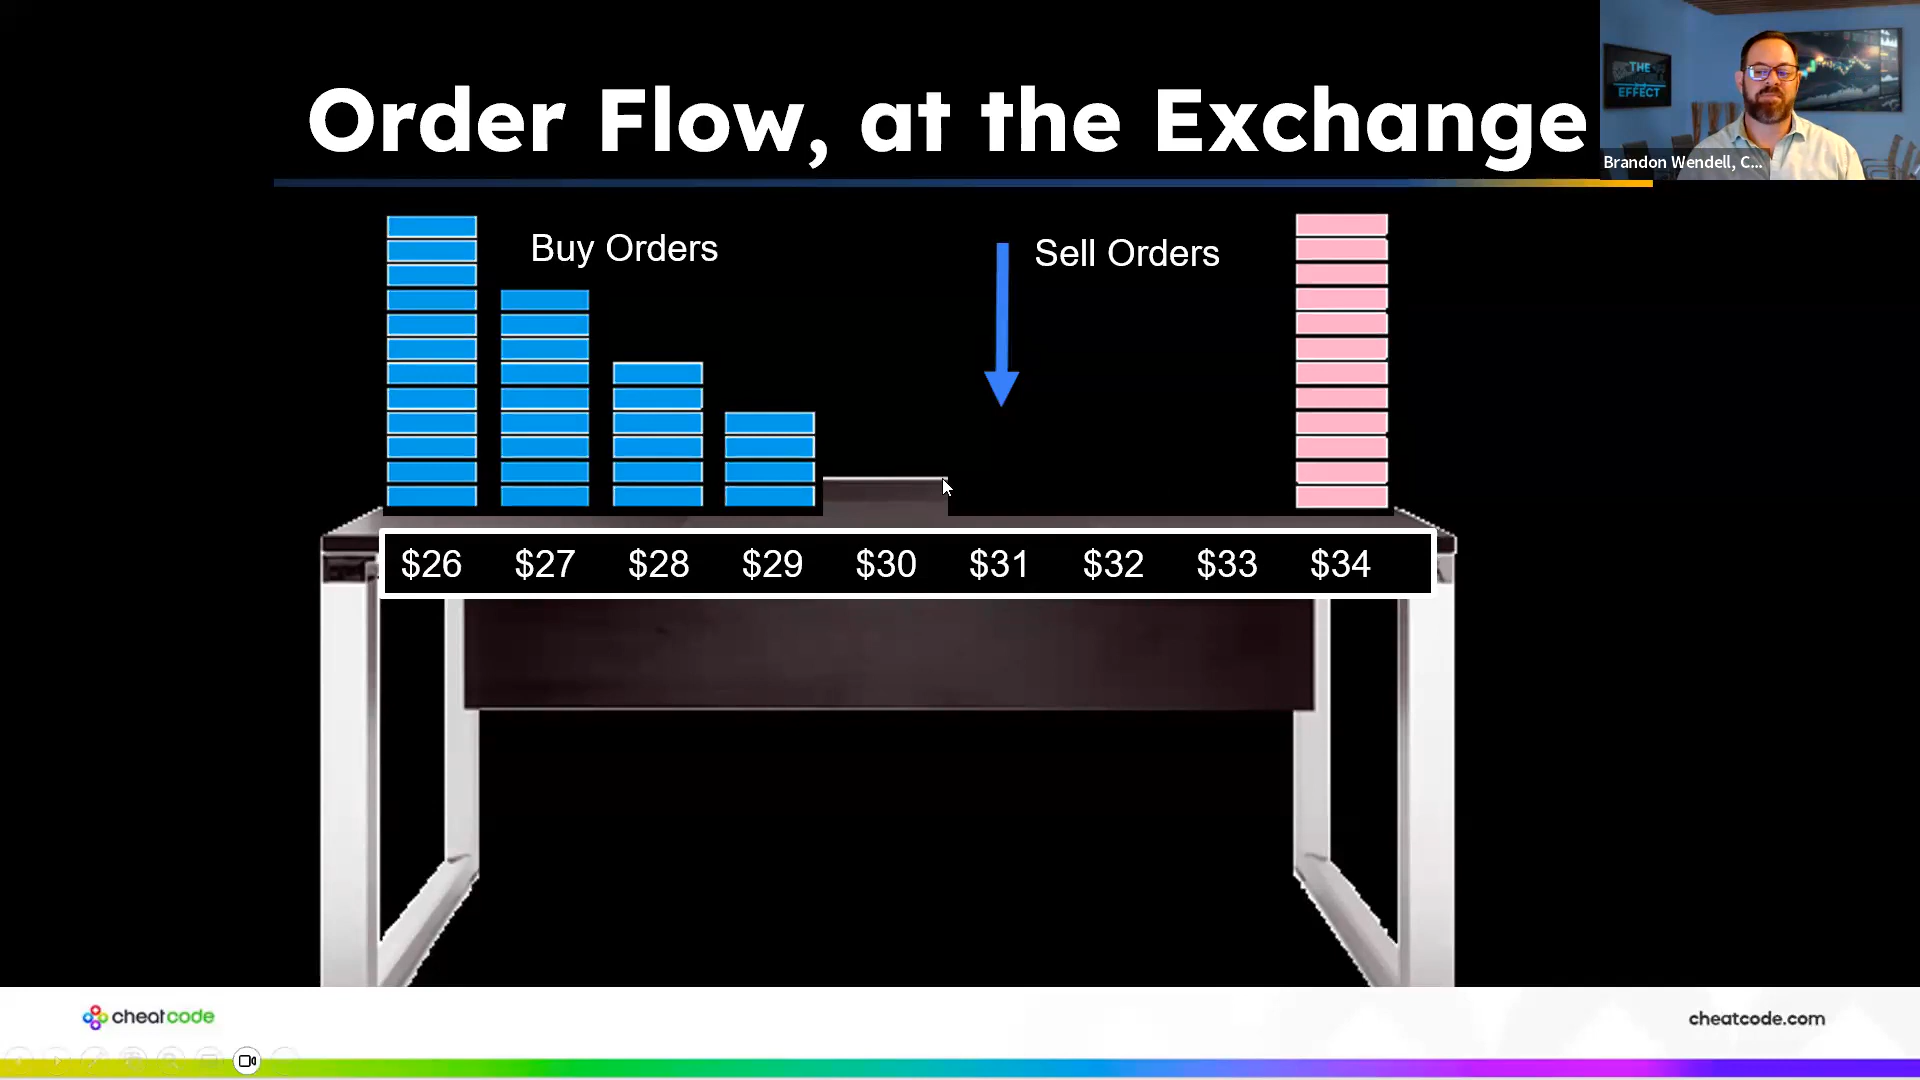 Order Flow, at the Exchange
THE
EFFECT
Brandon Wendell, C...
Buy Orders
Sell Orders
$26 $27 $28 $29 $30 $31 $32 $33 $34
cheatcode
cheatcode.com